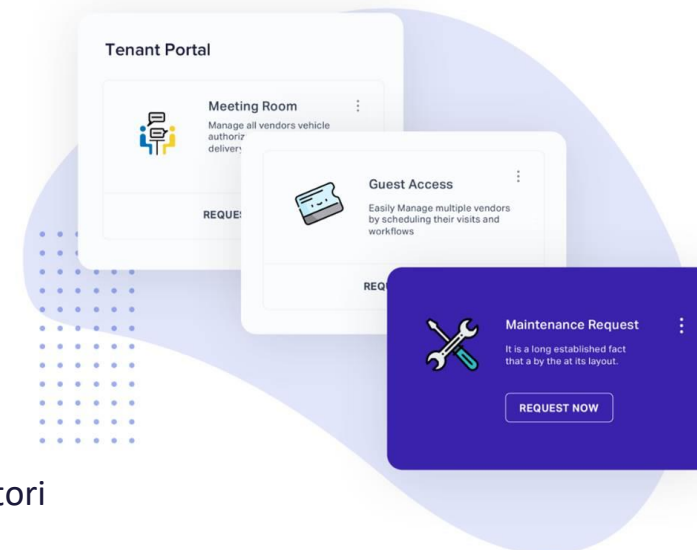 Tenant Portal
Meeting Room
Manage all vendors vehicle
authoriz
delivery
REQUES
Guest Access
Easily Manage multiple vendors
by scheduling their visits and
workflows
REQU
Maintenance Request
It is a long established fact
that a by the at its layout.
REQUEST NOW
tori